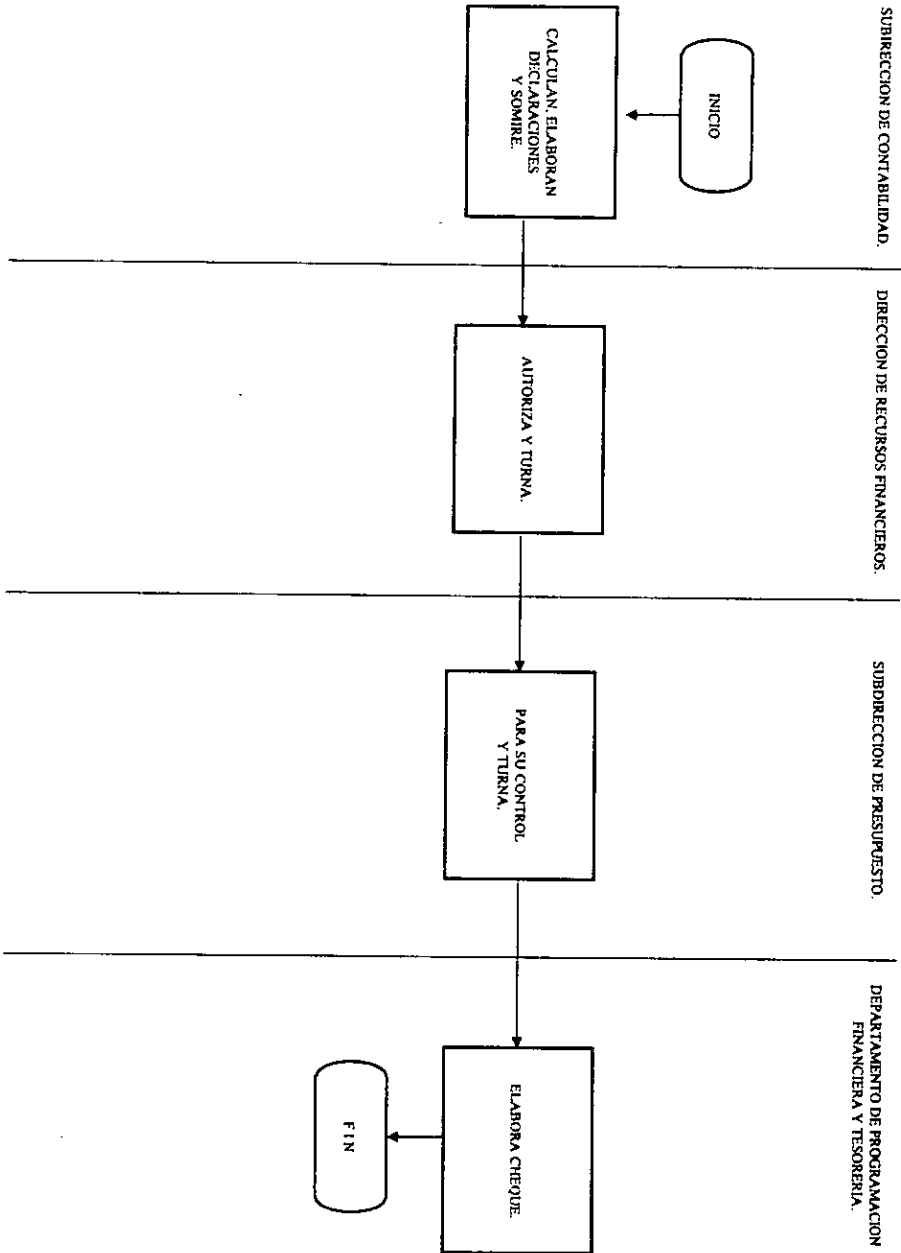 SUBIRECCION DE CONTABILIDAD.
INICIO
CALCULAN, ELABORAN
DECLARACIONES
Y SOMIRE.
DIRECCION DE RECURSOS FINANCIEROS.
AUTORIZA Y TURNA.
SUBDIRECCION DE PRESUPUESTO.
PARA SU CONTROL
Y TURNA.
DEPARTAMENTO DE PROGRAMACION
FINANCIERA Y TESORERIA.
ELABORA CHEQUE.
FIN